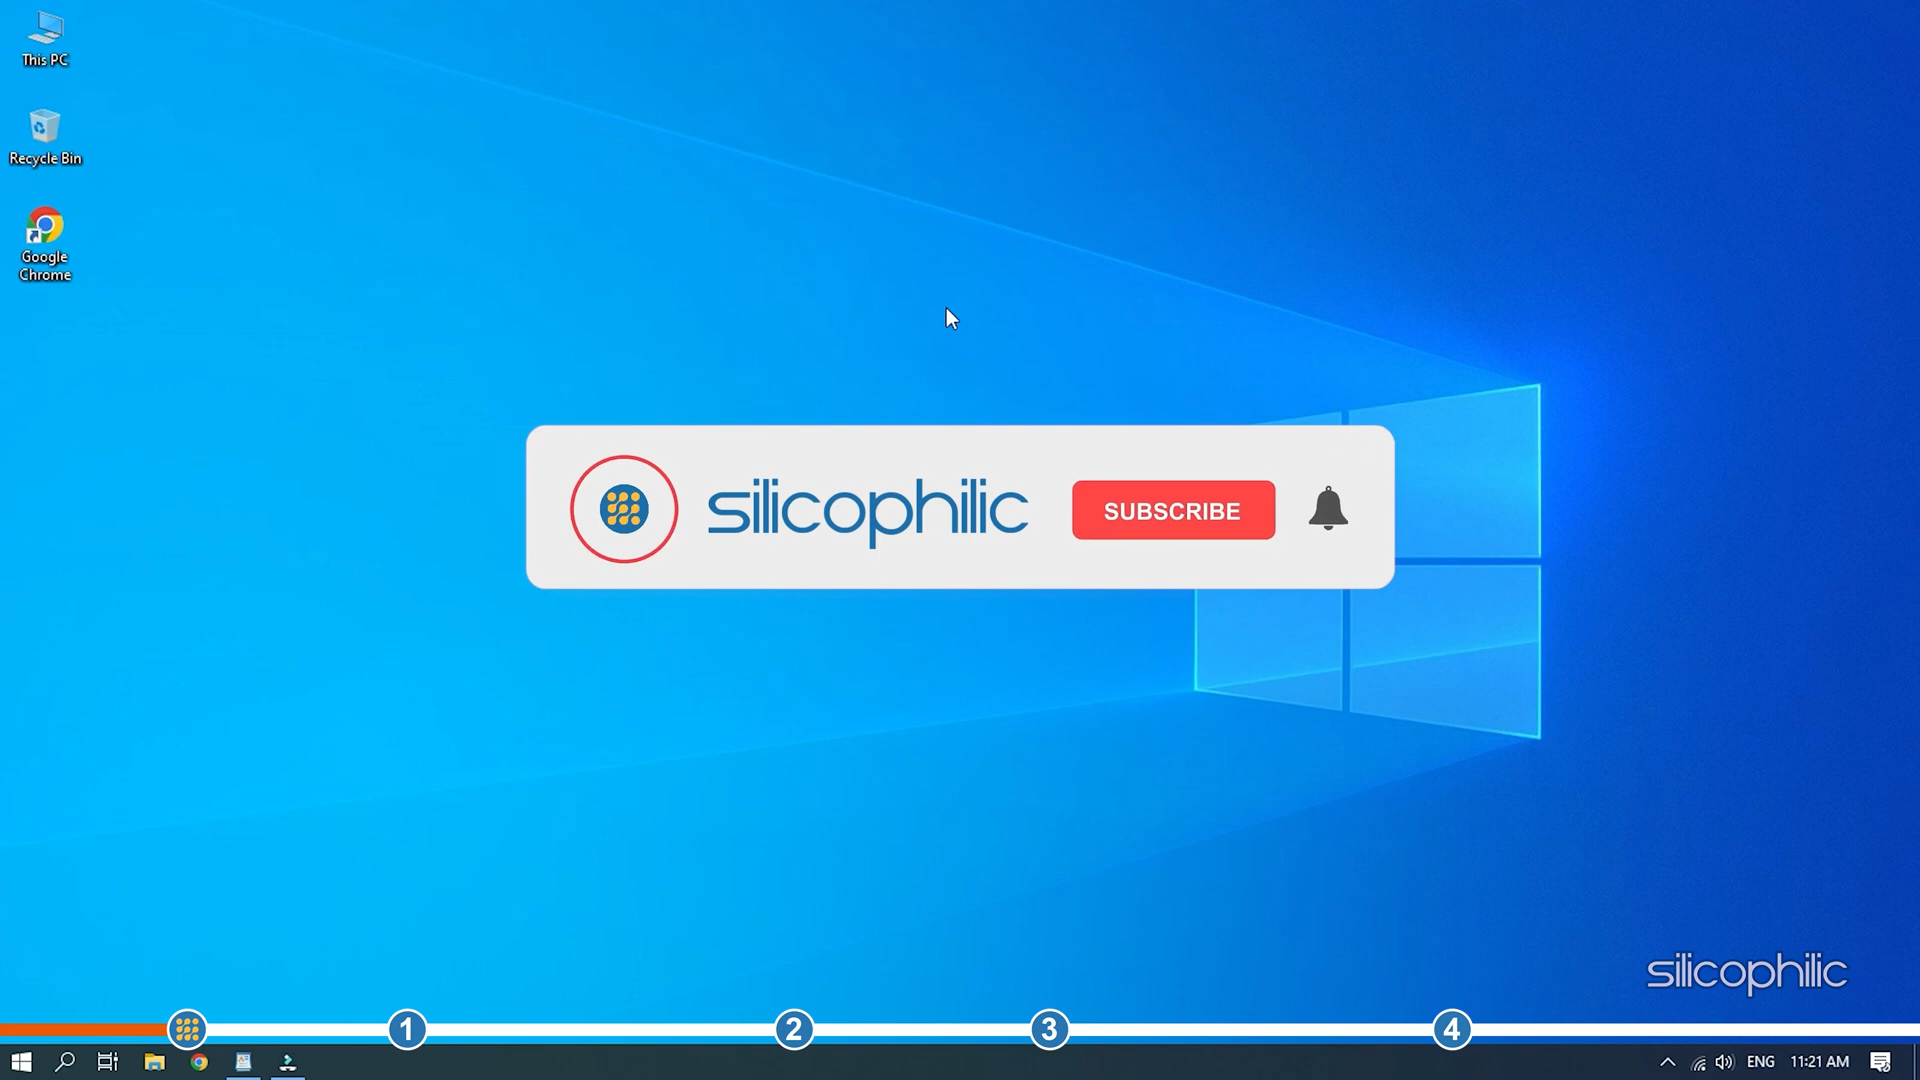 This PC
Recycle Bin
Google
Chrome
silicophilic
SUBSCRIBE
silicophilic
1
2
3
4
ENG
11:21 AM